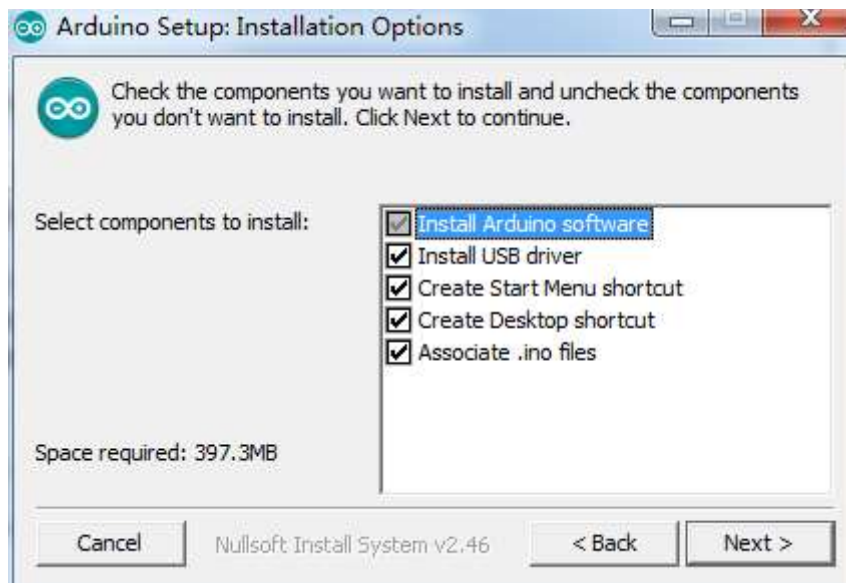 Arduino Setup: Installation Options
Check the components you want to install and uncheck the components
you don't want to install. Click Next to continue.
Select components to install:
Install Arduino software
Install USB driver
Create Start Menu shortcut
Create Desktop shortcut
Associate .ino files
Space required: 397.3MB
Cancel
Nullsoft Install System v2.46
< Back
Next >